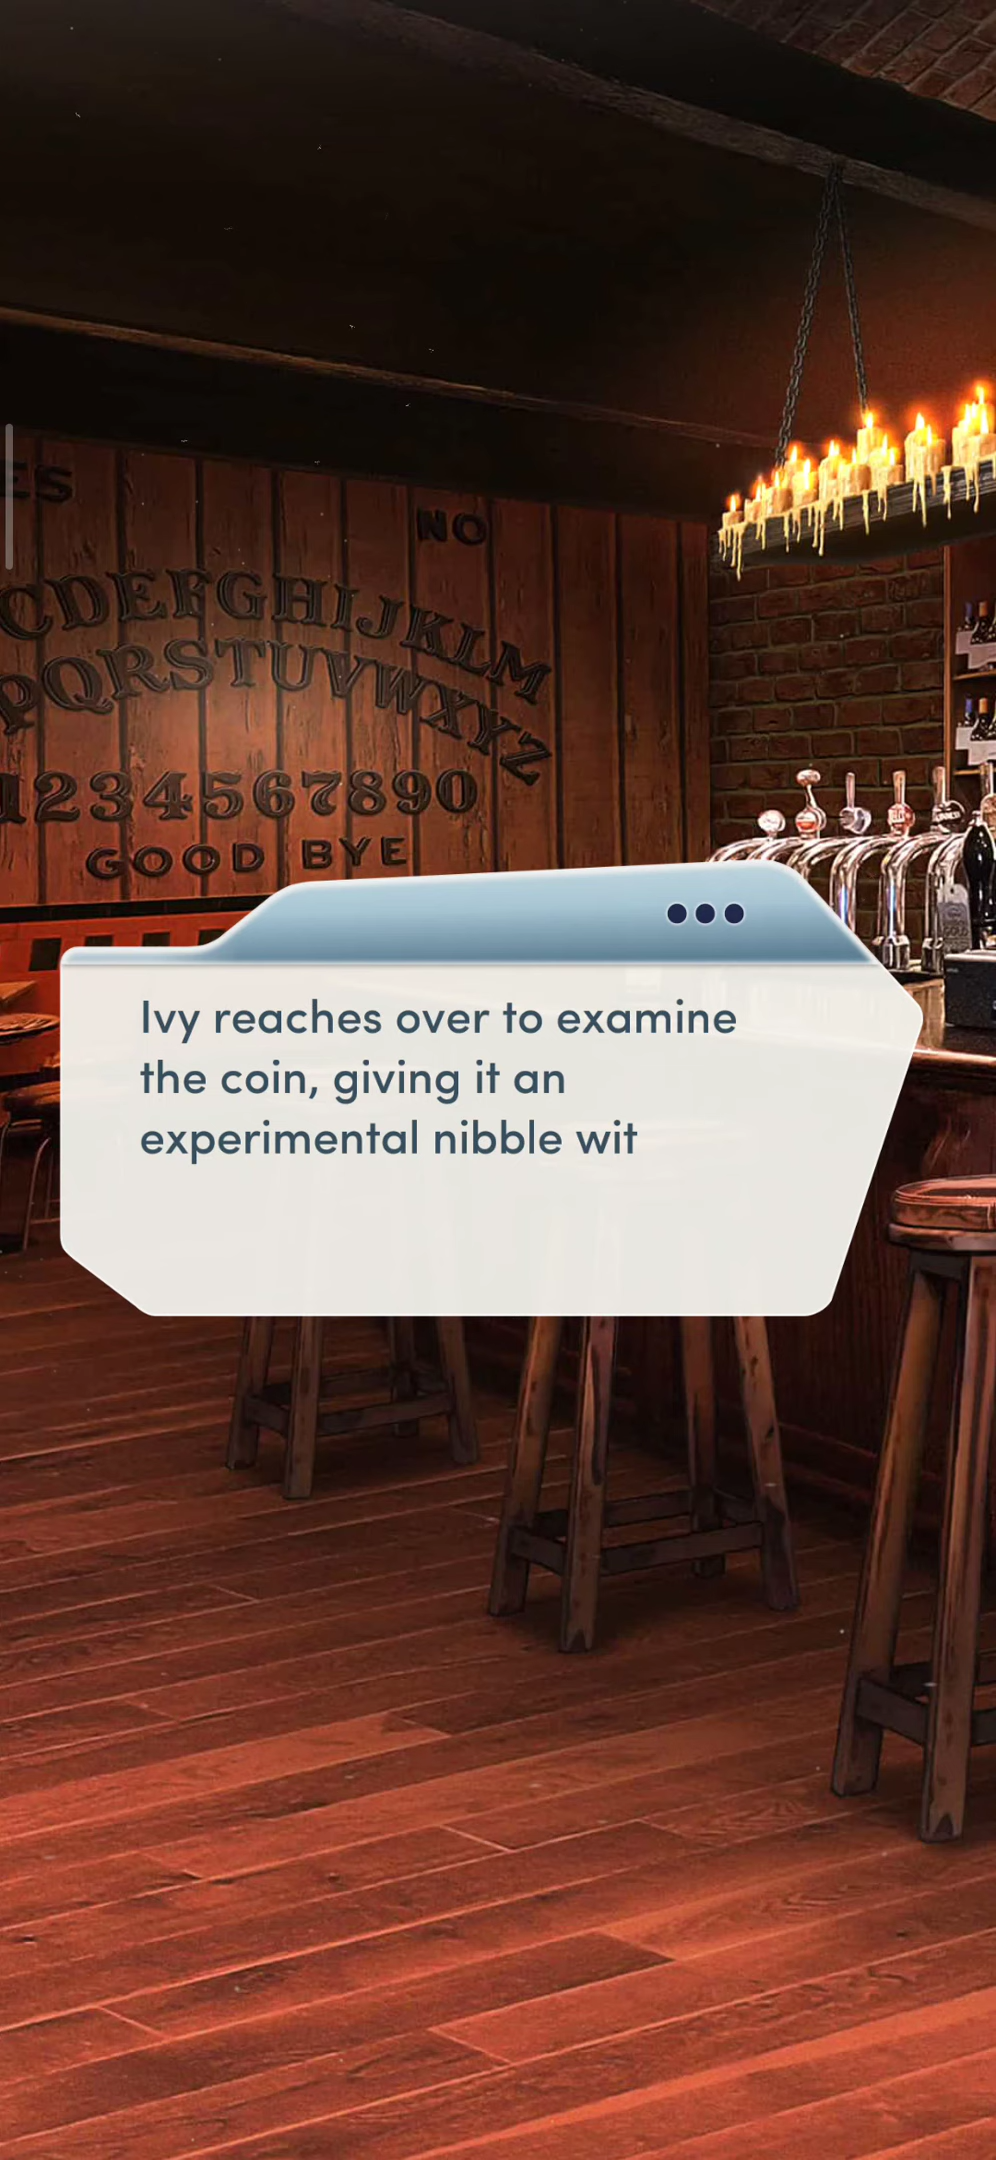 ES
NO
CDEFGHIJKLM
PQRSTUVWXYZ
1234567890
GOOD BYE
Ivy reaches over to examine
the coin, giving it an
experimental nibble wit